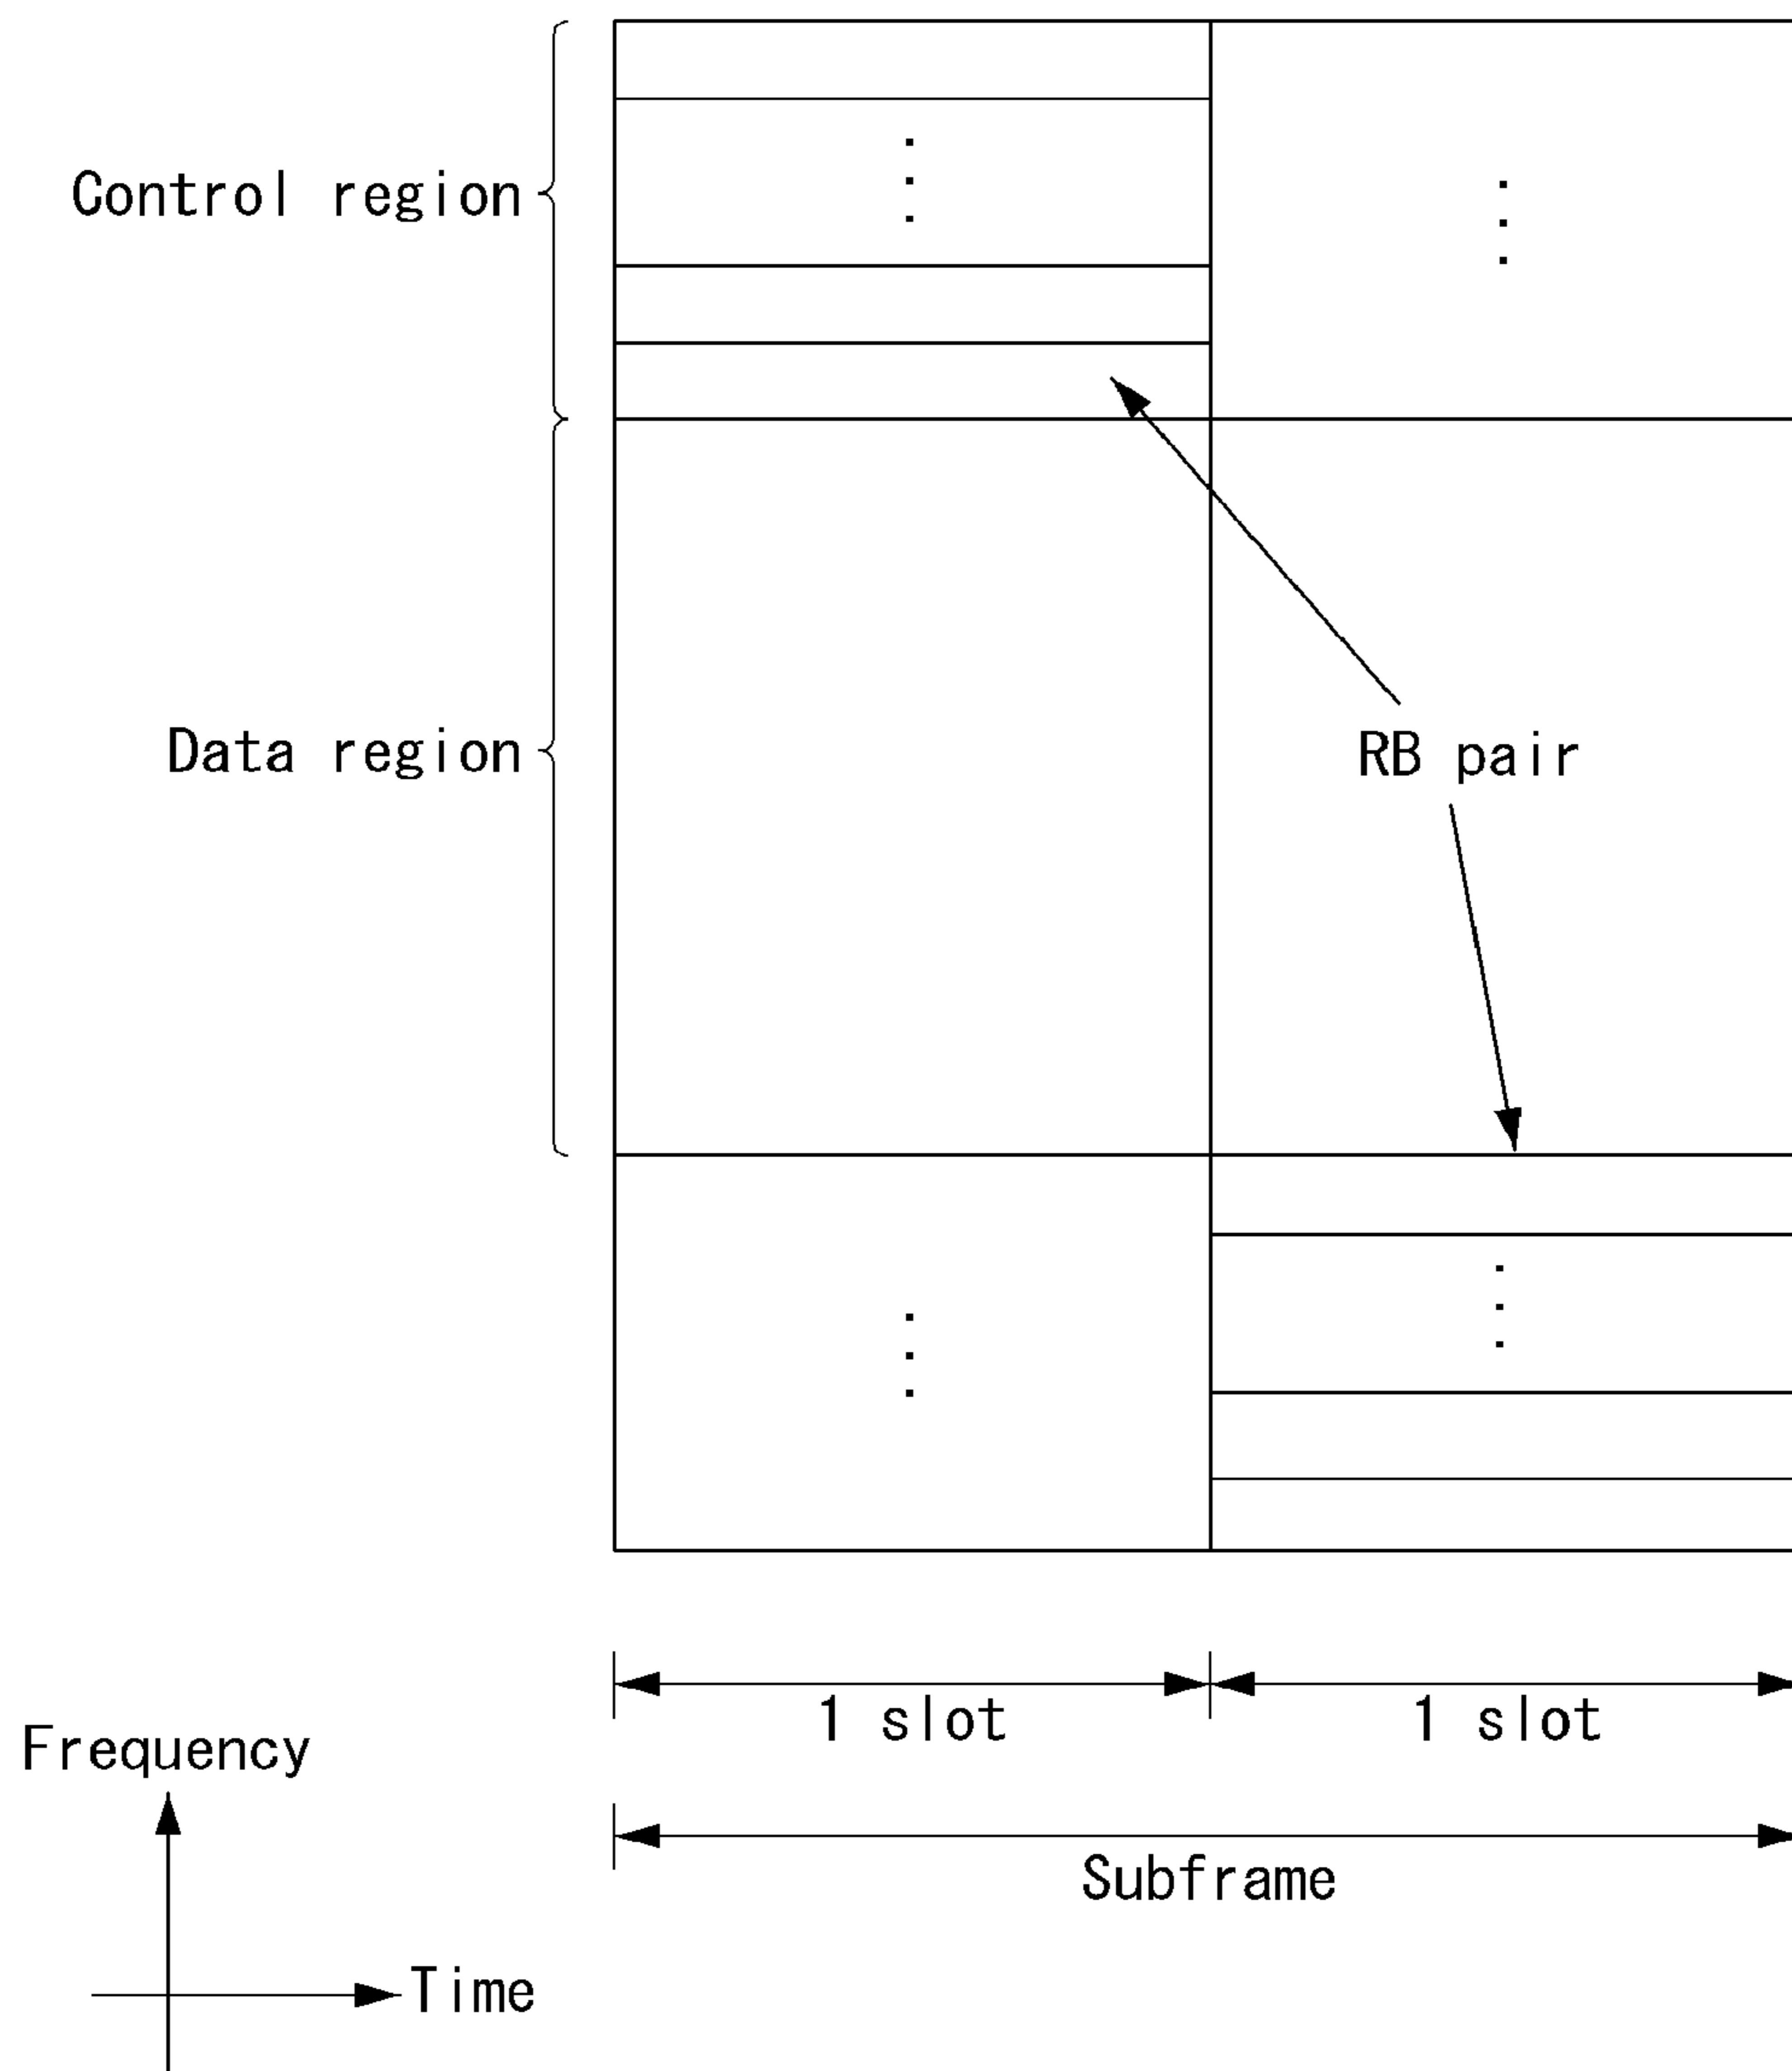 Control region
Data region
RB pair
1 slot
1 slot
Subframe
Frequency
Time